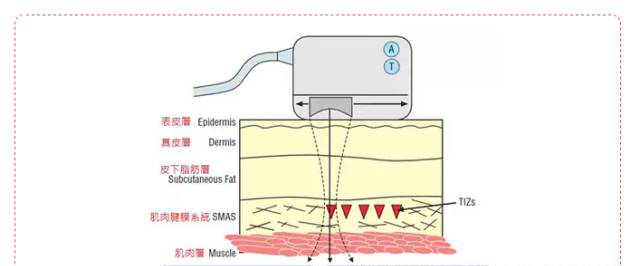 A
T
表皮層 Epidermis
真皮層 Dermis
皮下脂肪層
Subcutaneous Fat
TIZs
肌肉腱膜系統 SMAS
肌肉層 Muscle